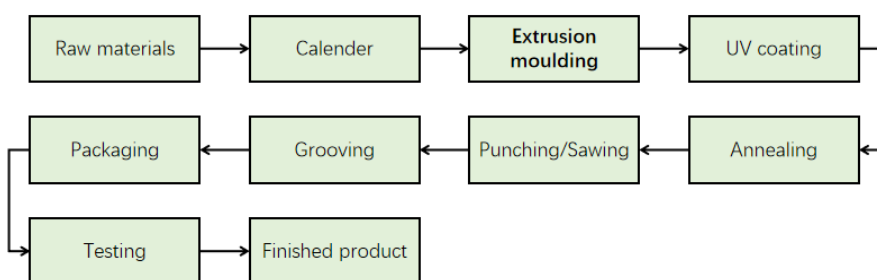 Raw materials
Calender
Extrusion
moulding
UV coating
Packaging
Grooving
Punching/Sawing
Annealing
Testing
Finished product